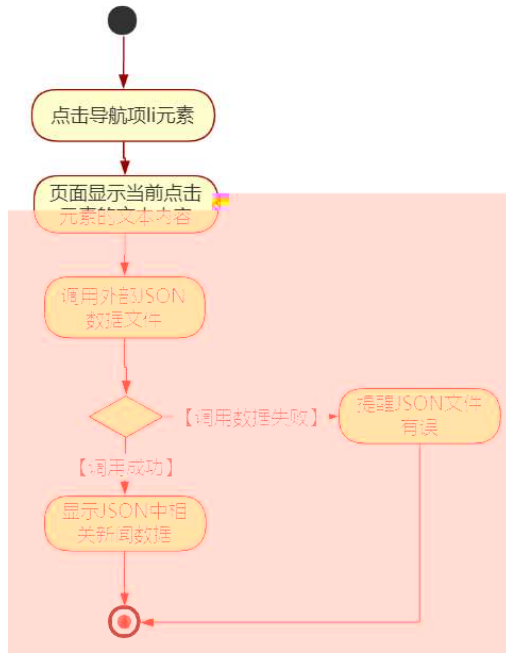 点击导航项li元素
页面显示当前点击
元素的文本内容
调用外部JSON
数据文件
【调用数据失败】
提醒JSON文件
有误
【调用成功】
显示JSON中相
关新闻数据